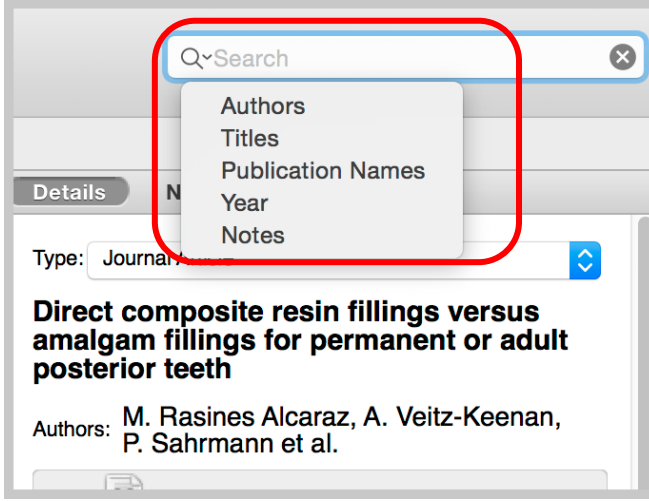 Search
Authors
Titles
Publication Names
Year
Notes
Details N
Type: Journal
Direct composite resin fillings versus
amalgam fillings for permanent or adult
posterior teeth
Authors: M. Rasines Alcaraz, A. Veitz-Keenan,
P. Sahrmann et al.